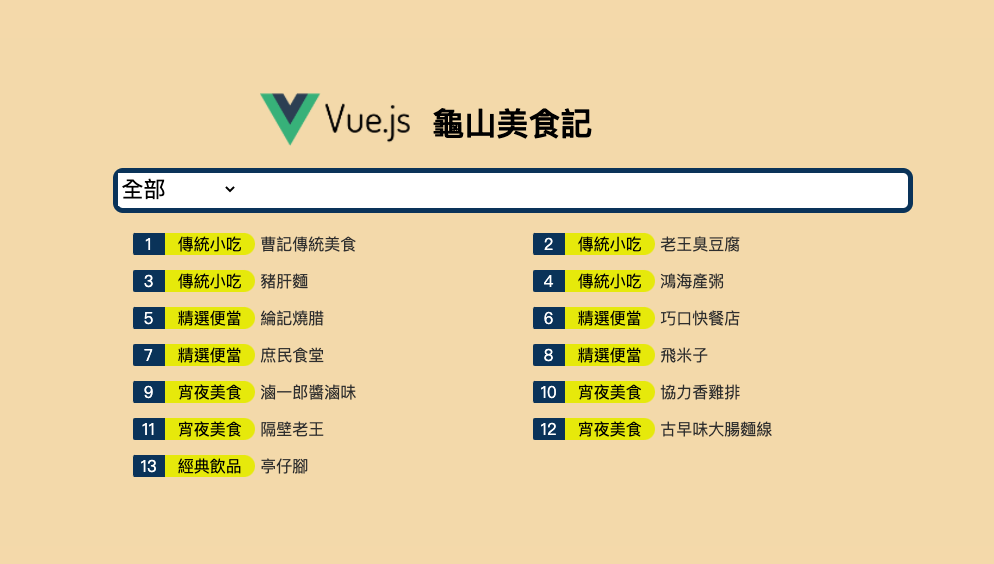 Vue.js 龜山美食記
全部
1 傳統小吃 曹記傳統美食
2 傳統小吃 老王臭豆腐
3 傳統小吃 豬肝麵
4 傳統小吃 鴻海產粥
5 精選便當 綸記燒腊
6 精選便當 巧口快餐店
7 精選便當 庶民食堂
8 精選便當 飛米子
9 宵夜美食 滷一郎醬滷味
10 宵夜美食 協力香雞排
11 宵夜美食 隔壁老王
12 宵夜美食 古早味大腸麵線
13 經典飲品 亭仔腳